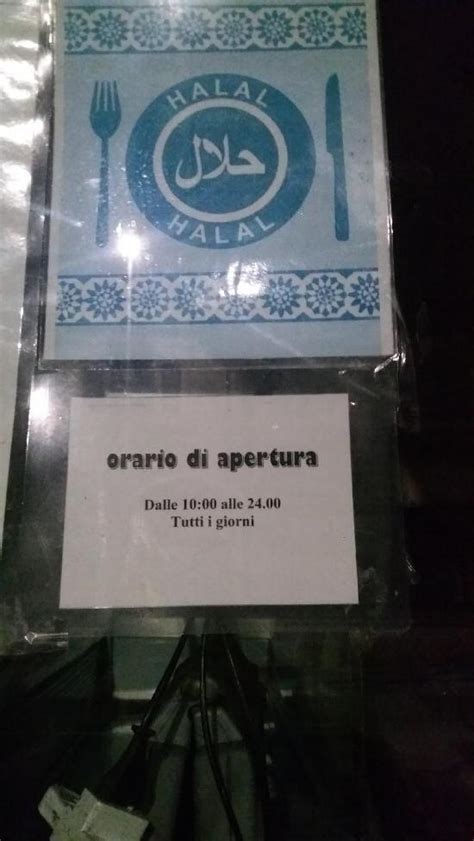 HALAL
حلال
HALAL
orario di apertura
Dalle 10:00 alle 24.00
Tutti i giorni